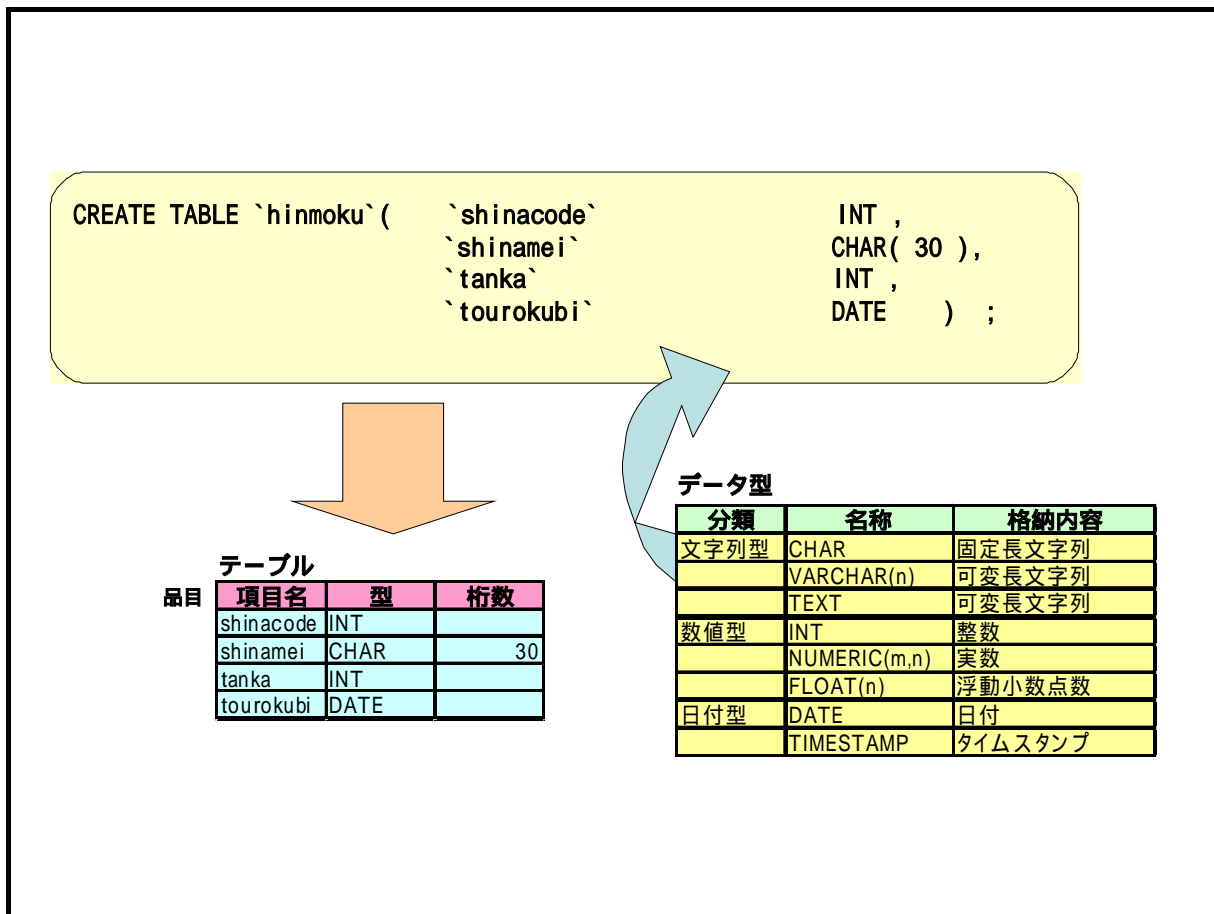 CREATE TABLE `hinmoku`( `shinacode` INT ,
`shinamei` CHAR( 30 ),
`tanka` INT ,
`tourokubi` DATE ) ;
テーブル
品目 項目名 型 桁数
shinacode INT
shinamei CHAR 30
tanka INT
tourokubi DATE
データ型
分類 名称 格納内容
文字列型 CHAR 固定長文字列
VARCHAR(n) 可変長文字列
TEXT 可変長文字列
数値型 INT 整数
NUMERIC(m,n) 実数
FLOAT(n) 浮動小数点数
日付型 DATE 日付
TIMESTAMP タイムスタンプ